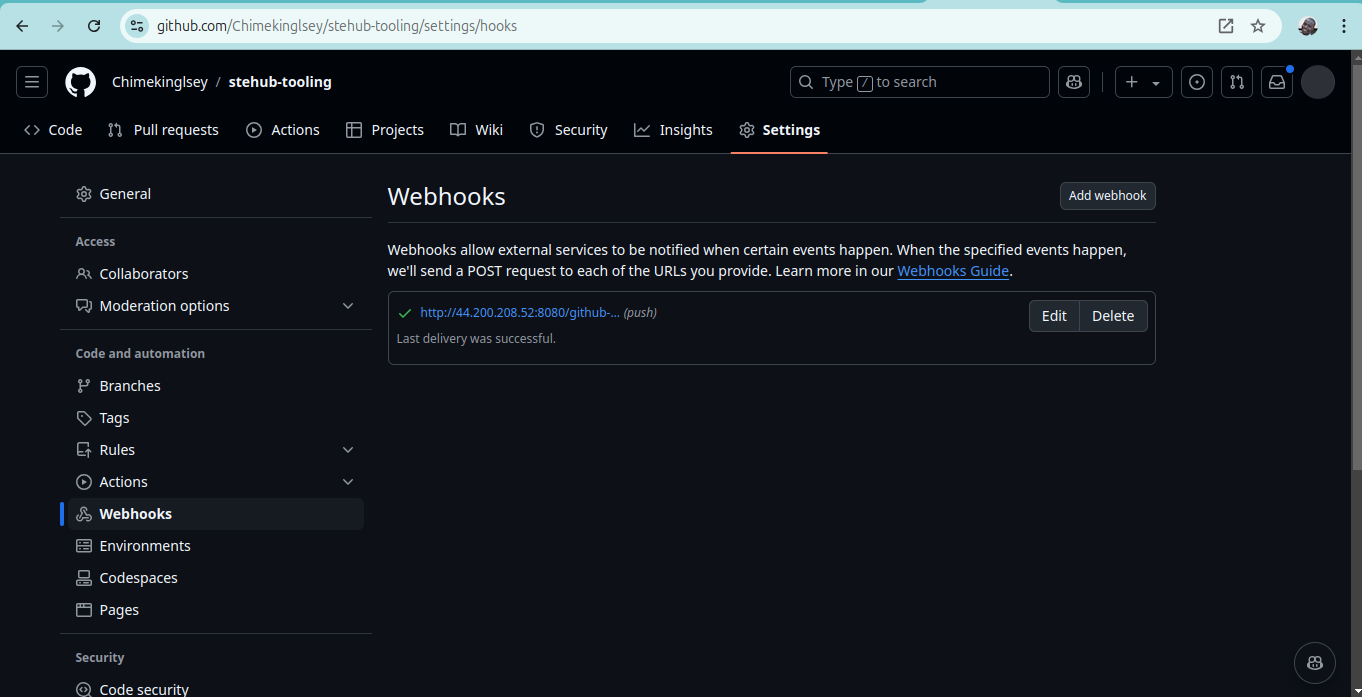 github.com/Chimekinglsey/stehub-tooling/settings/hooks
Chimekinglsey / stehub-tooling
Type / to search
Code Pull requests Actions Projects Wiki Security Insights Settings
General
Access
Collaborators
Moderation options
Code and automation
Branches
Tags
Rules
Actions
Webhooks
Environments
Codespaces
Pages
Security
Code security
Webhooks
Add webhook
Webhooks allow external services to be notified when certain events happen. When the specified events happen,
we'll send a POST request to each of the URLs you provide. Learn more in our Webhooks Guide.
http://44.200.208.52:8080/github-... (push)
Edit Delete
Last delivery was successful.